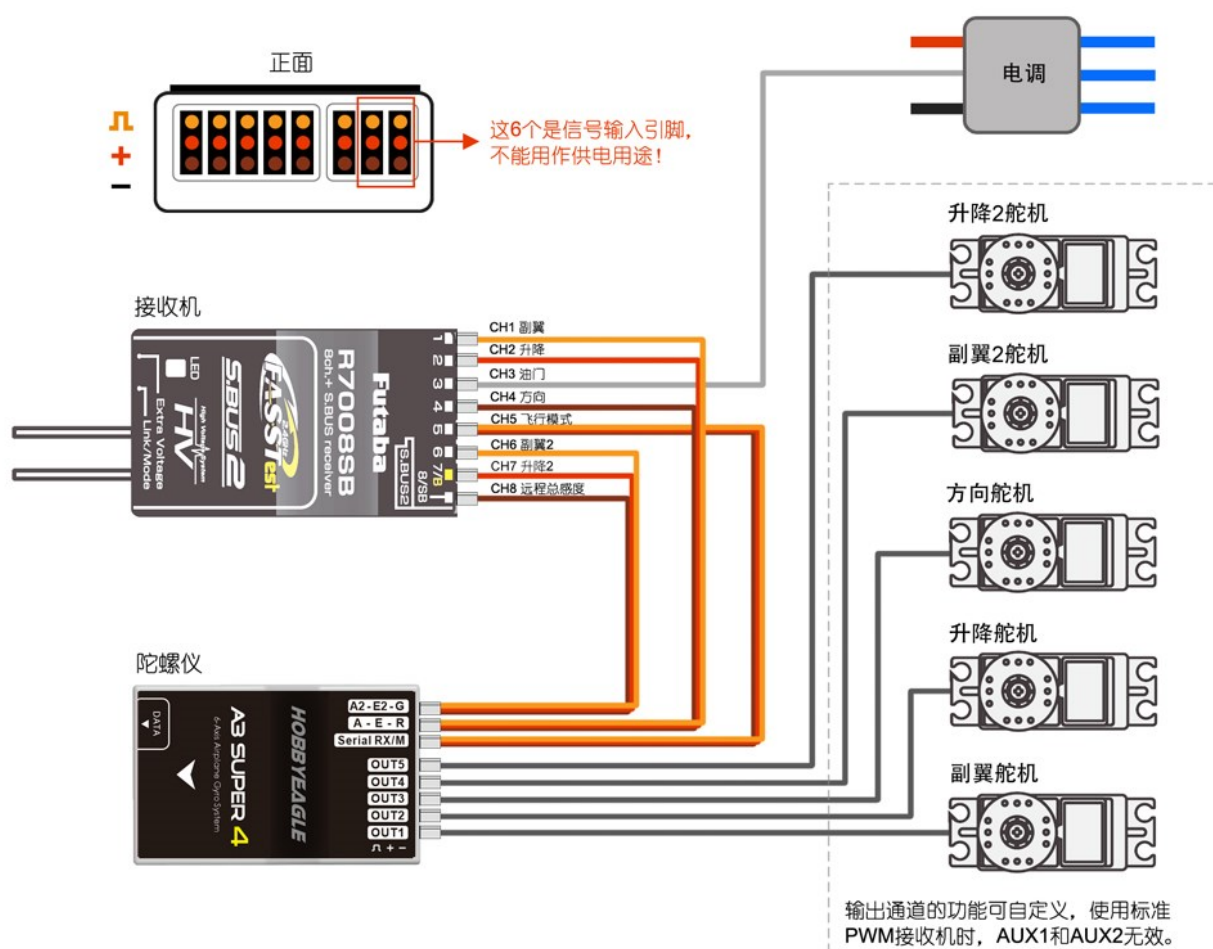 正面
+
−
这6个是信号输入引脚，
不能用作供电用途！
电调
接收机
LED
Extra Voltage
Link/Mode
High Voltage System
HV
S.BUS2
2.4GHz
FASSTest
R7008SB
8ch.+ S.BUS receiver
Futaba
S.BUS2
1
2
3
4
5
6
7/B
8/SB
CH1 副翼
CH2 升降
CH3 油门
CH4 方向
CH5 飞行模式
CH6 副翼2
CH7 升降2
CH8 远程总感度
陀螺仪
DATA
A3 SUPER 4
6-Axis Airplane Gyro System
HOBBYEAGLE
A2-E2-G
A - E - R
Serial RX/M
OUT5
OUT4
OUT3
OUT2
OUT1
+ −
升降2舵机
副翼2舵机
方向舵机
升降舵机
副翼舵机
输出通道的功能可自定义，使用标准
PWM接收机时，AUX1和AUX2无效。